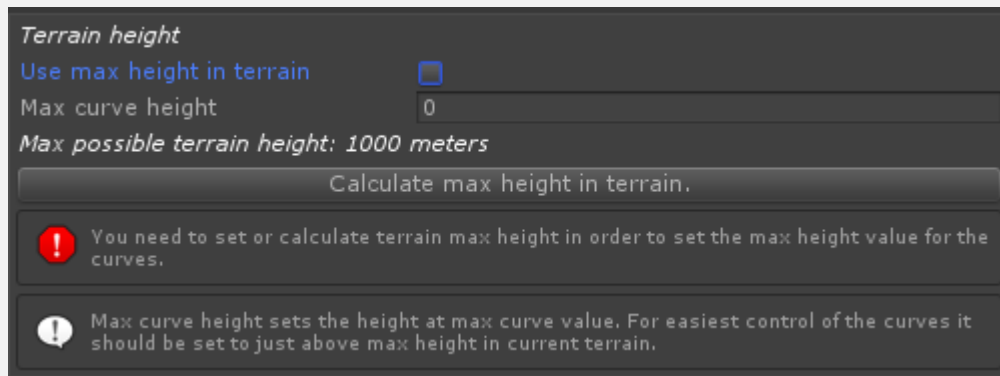 Terrain height
Use max height in terrain
Max curve height 0
Max possible terrain height: 1000 meters
Calculate max height in terrain.
You need to set or calculate terrain max height in order to set the max height value for the
curves.
Max curve height sets the height at max curve value. For easiest control of the curves it
should be set to just above max height in current terrain.